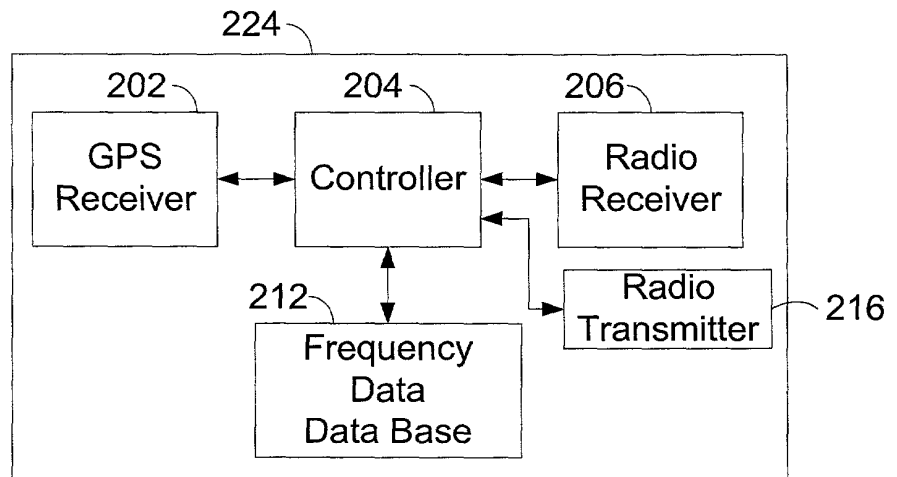 224
202
204
206
GPS
Receiver
Controller
Radio
Receiver
212
Frequency
Data
Data Base
Radio
Transmitter
216